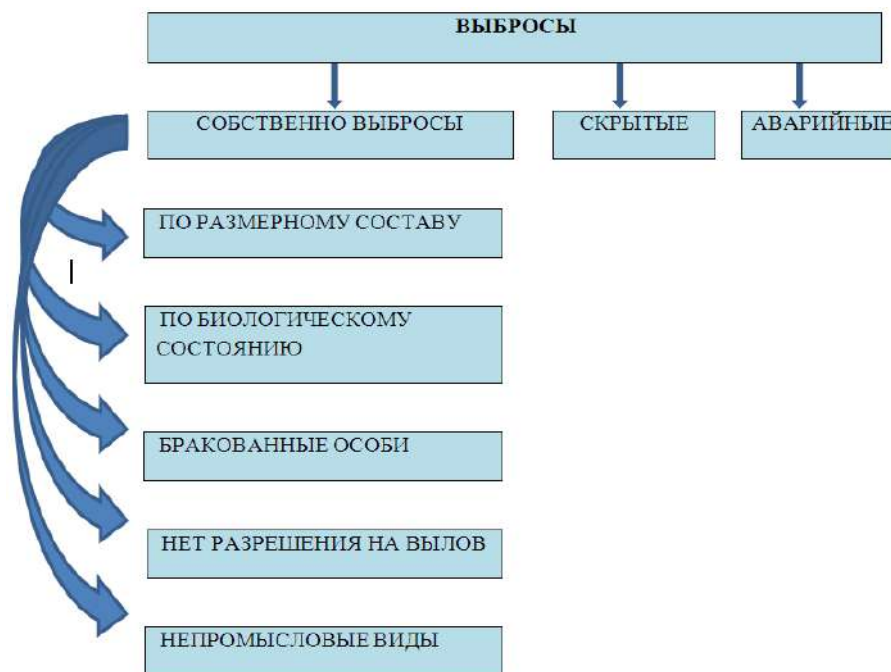 ВЫБРОСЫ
СОБСТВЕННО ВЫБРОСЫ
СКРЫТЫЕ
АВАРИЙНЫЕ
ПО РАЗМЕРНОМУ СОСТАВУ
ПО БИОЛОГИЧЕСКОМУ
СОСТОЯНИЮ
БРАКОВАННЫЕ ОСОБИ
НЕТ РАЗРЕШЕНИЯ НА ВЫЛОВ
НЕПРОМЫСЛОВЫЕ ВИДЫ